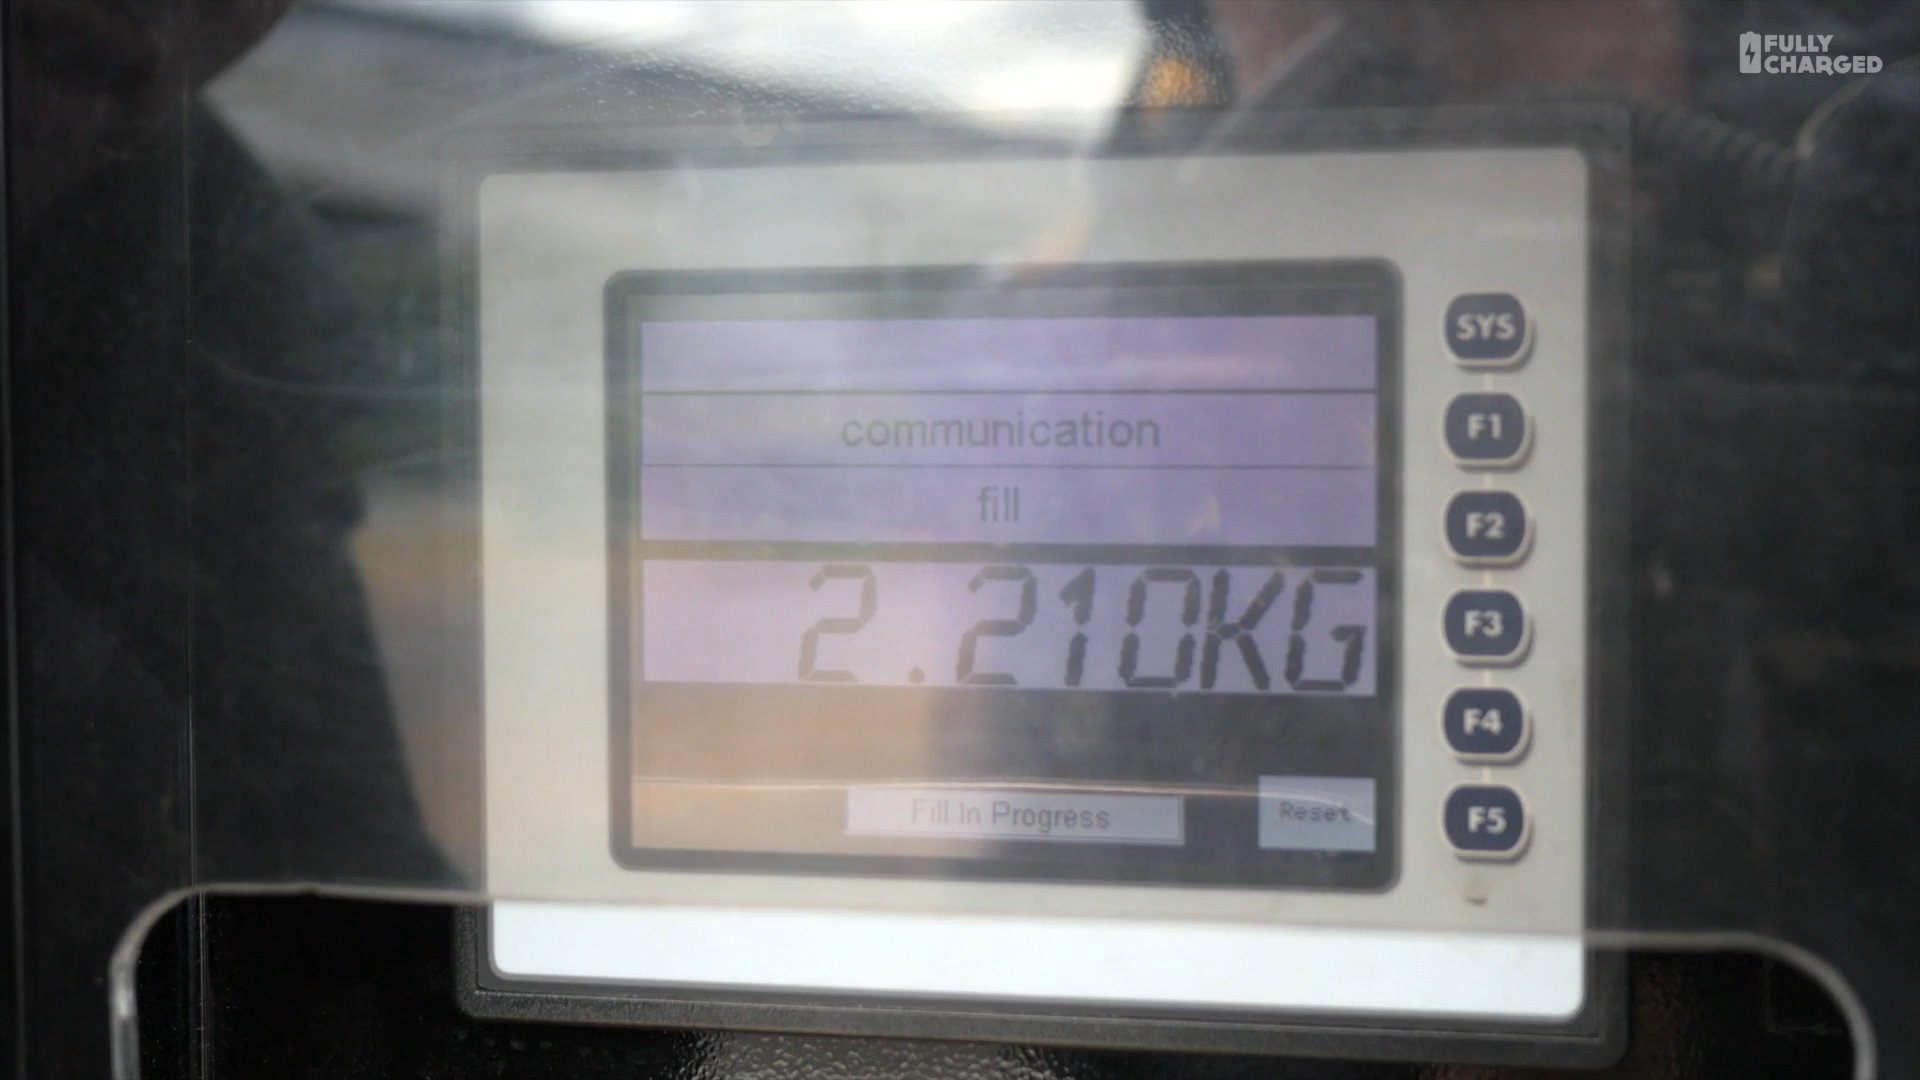 FULLY
CHARGED
SYS
communication
F1
fill
F2
2.210KG
F3
F4
Fill In Progress
Reset
F5